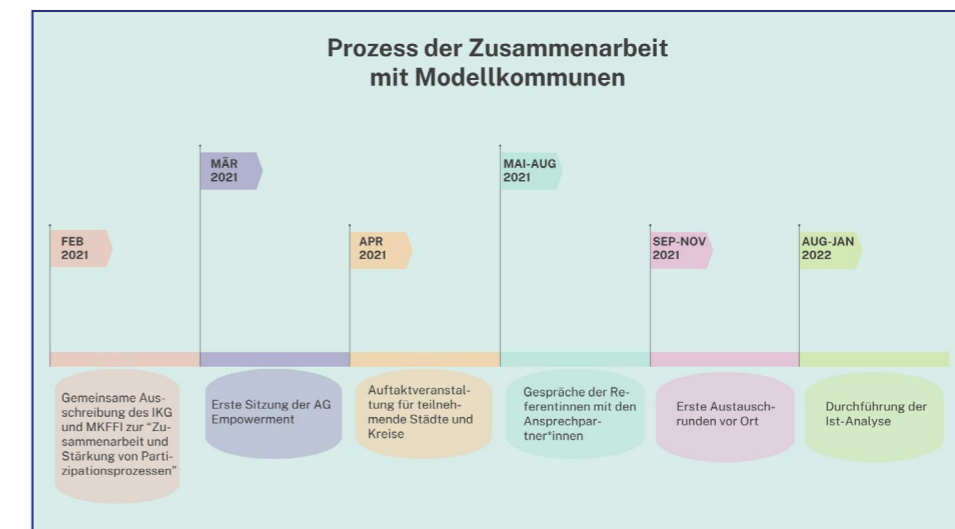 Prozess der Zusammenarbeit
mit Modellkommunen
FEB
2021
MÄR
2021
APR
2021
MAI-AUG
2021
SEP-NOV
2021
AUG-JAN
2022
Gemeinsame Aus-
schreibung des IKG
und MKFFI zur “Zu-
sammenarbeit und
Stärkung von Parti-
zipationsprozessen”
Erste Sitzung der AG
Empowerment
Auftaktveranstal-
tung für teilneh-
mende Städte und
Kreise
Gespräche der Re-
ferentinnen mit den
Ansprechpar-
tner*innen
Erste Austausch-
runden vor Ort
Durchführung der
Ist-Analyse